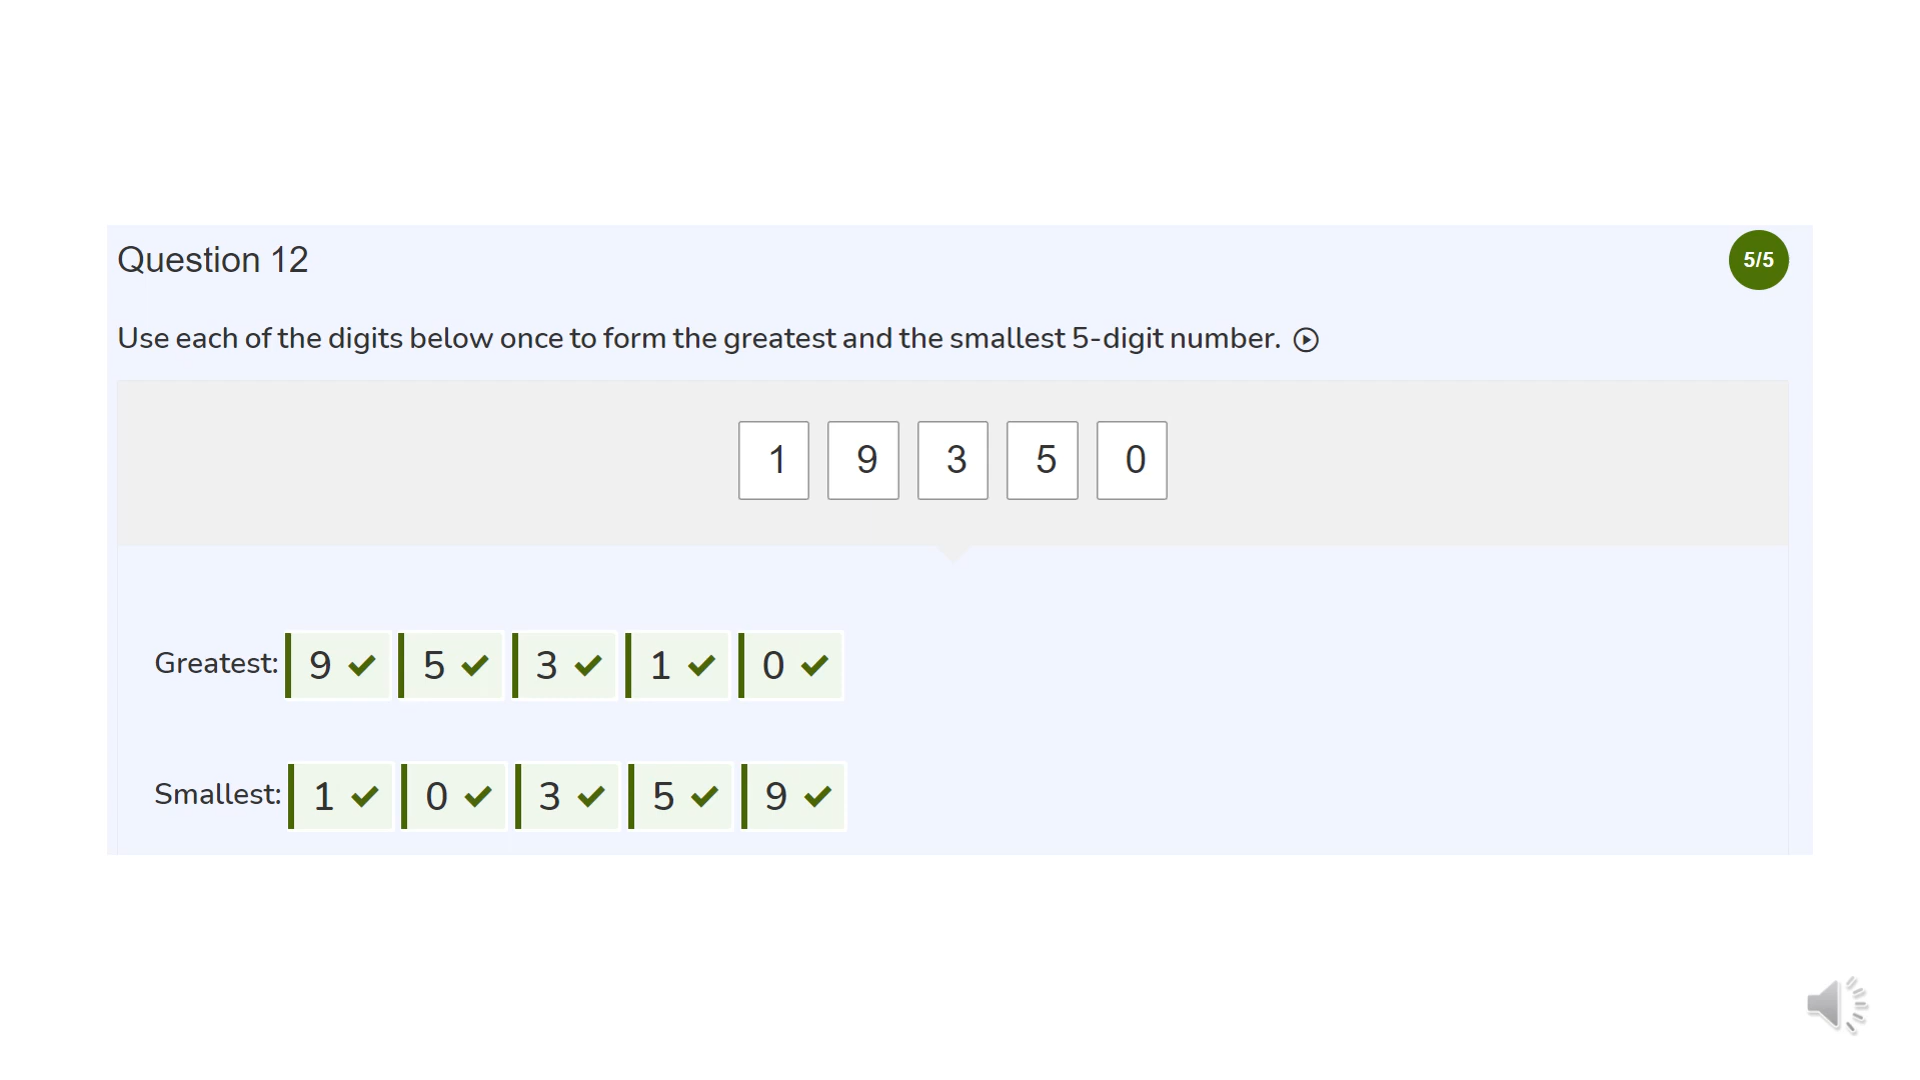 Question 12
5/5
Use each of the digits below once to form the greatest and the smallest 5-digit number.
1 9 3 5 0
Greatest: 9 5 3 1 0
Smallest: 1 0 3 5 9